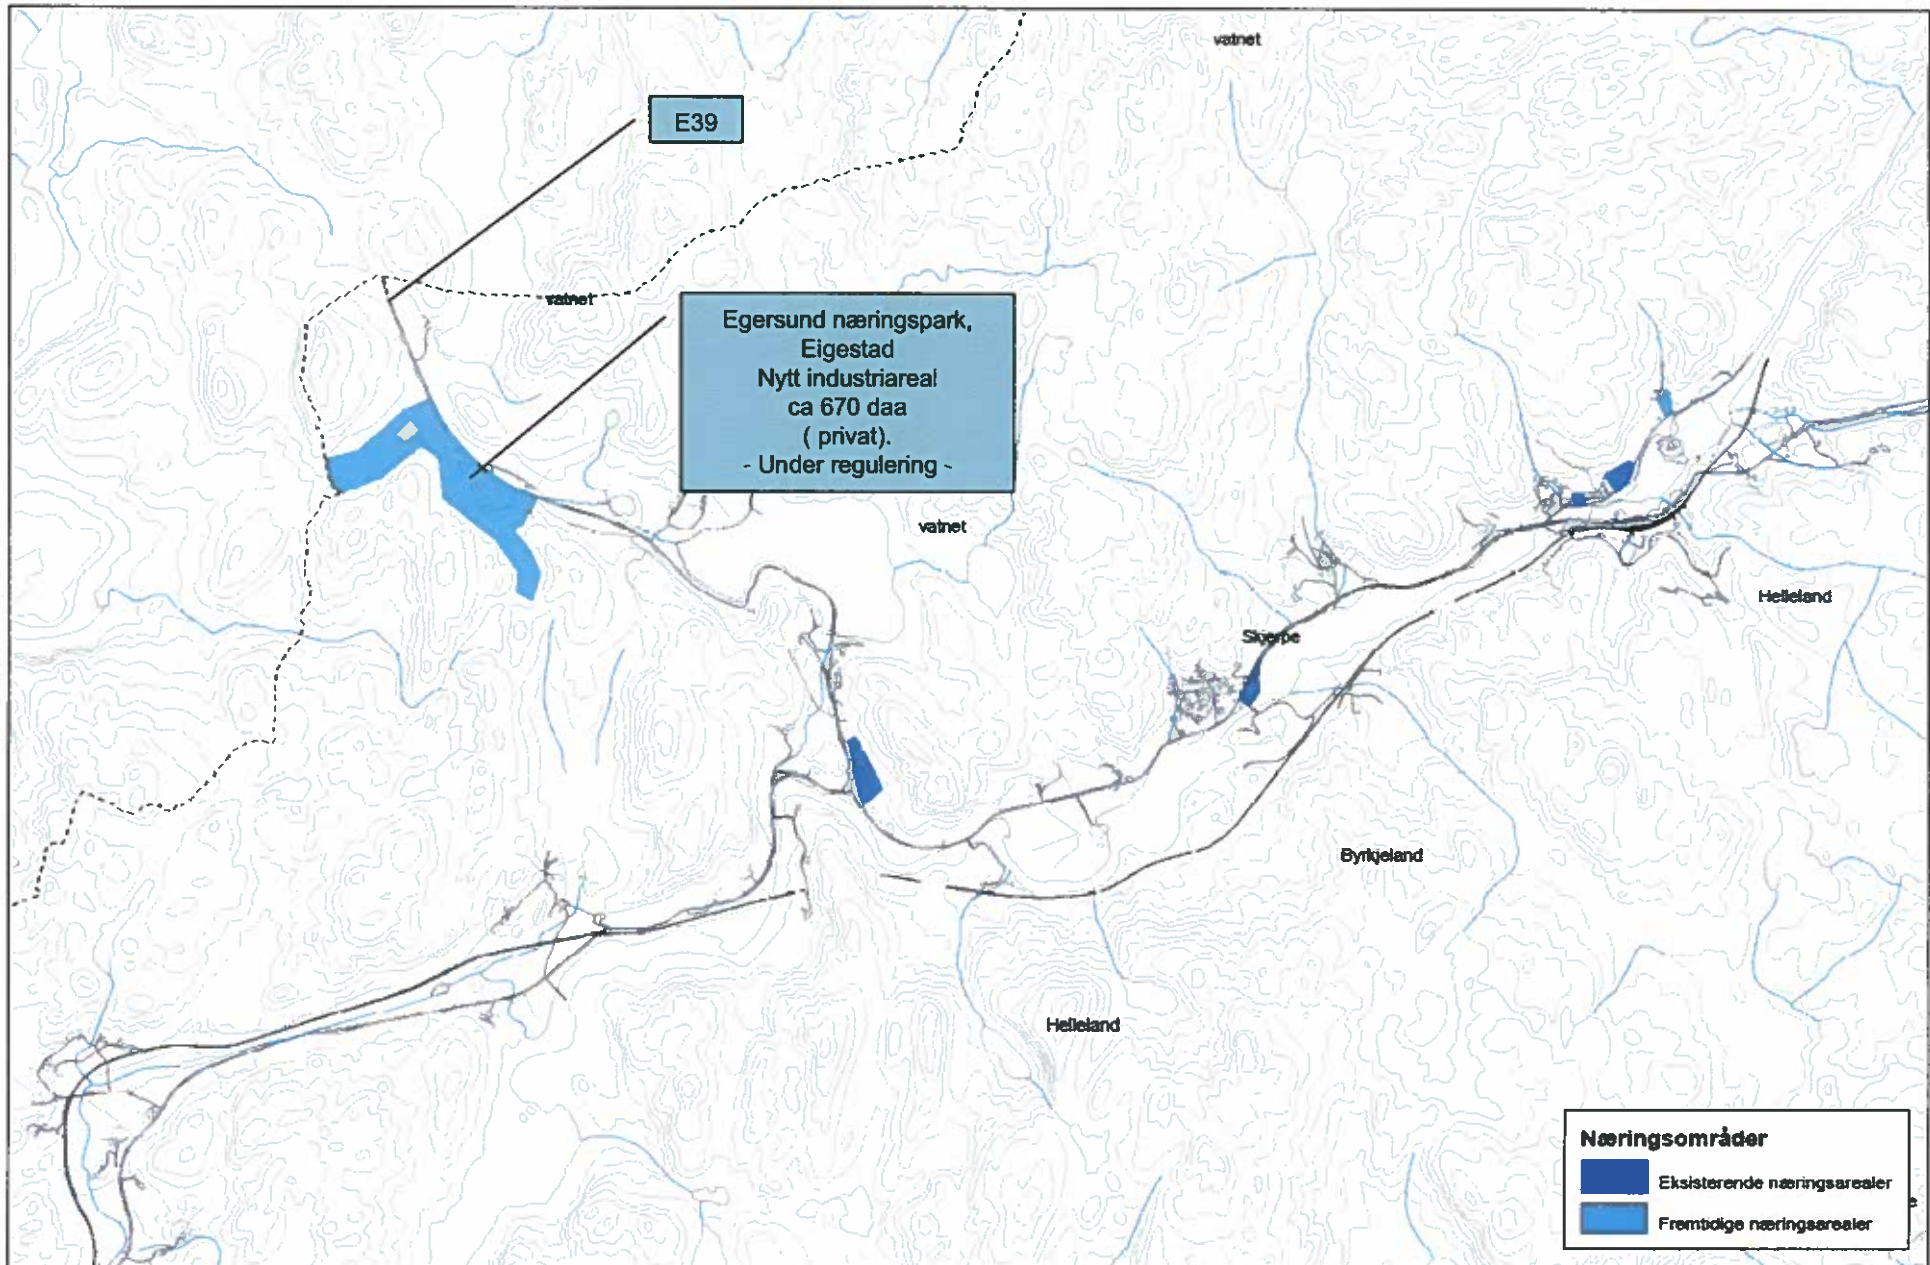 vatnet
E39
vatnet
Egersund næringspark,
Eigestad
Nytt industriareal
ca 670 daa
( privat).
- Under regulering -
vatnet
Helleland
Skjerpe
Byrkjeland
Helleland
Næringsområder
Eksisterende næringsarealer
Fremtidige næringsarealer